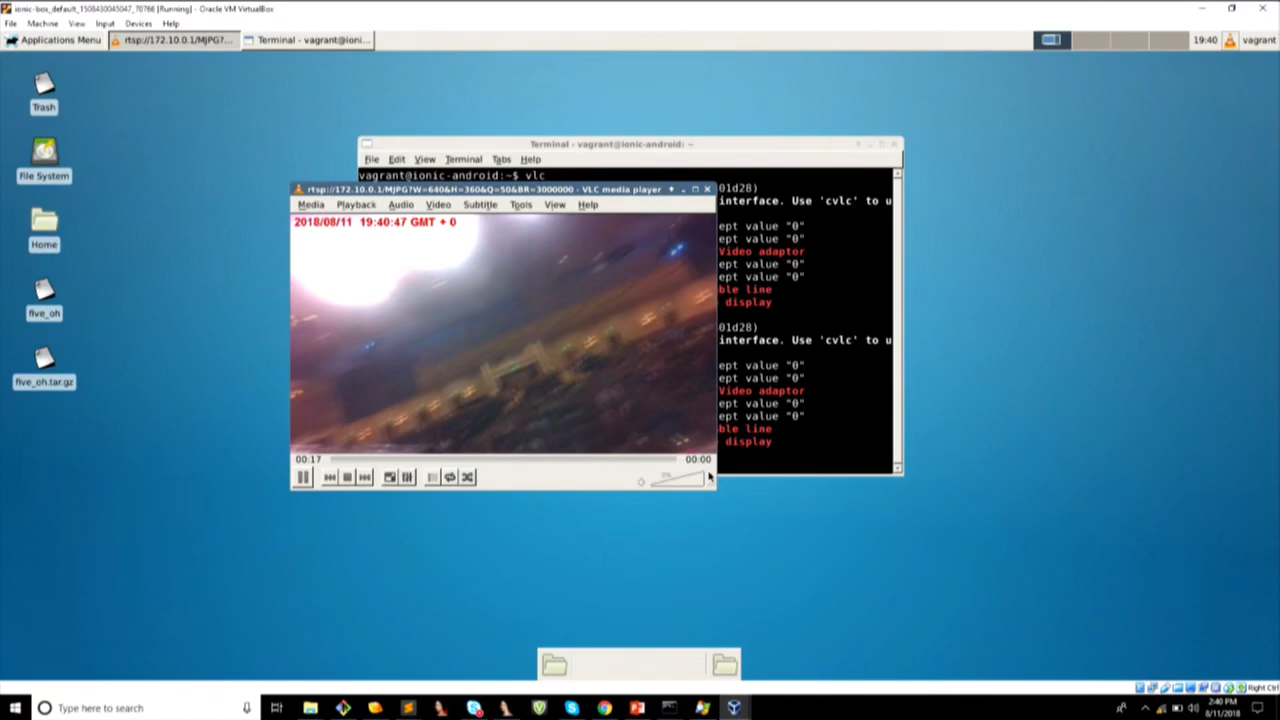 ionic-box_default_1508430045047_70766 [Running] - Oracle VM VirtualBox
File Machine View Input Devices Help
Applications Menu rtsp://172.10.0.1/MJPG?... Terminal - vagrant@ioni... 19:40 vagrant
Trash
File System
Home
five_oh
five_oh.tar.gz
Terminal - vagrant@ionic-android: ~
File Edit View Terminal Tabs Help
vagrant@ionic-android:~$ vlc
01d28)
interface. Use 'cvlc' to u
ept value "0"
ept value "0"
Video adaptor
ept value "0"
ept value "0"
ble line
display
01d28)
interface. Use 'cvlc' to u
ept value "0"
ept value "0"
Video adaptor
ept value "0"
ept value "0"
ble line
display
rtsp://172.10.0.1/MJPG?W=640&H=360&Q=50&BR=3000000 - VLC media player
Media Playback Audio Video Subtitle Tools View Help
2018/08/11 19:40:47 GMT + 0
00:17 00:00
0%
Right Ctrl
Type here to search
2:40 PM
8/11/2018